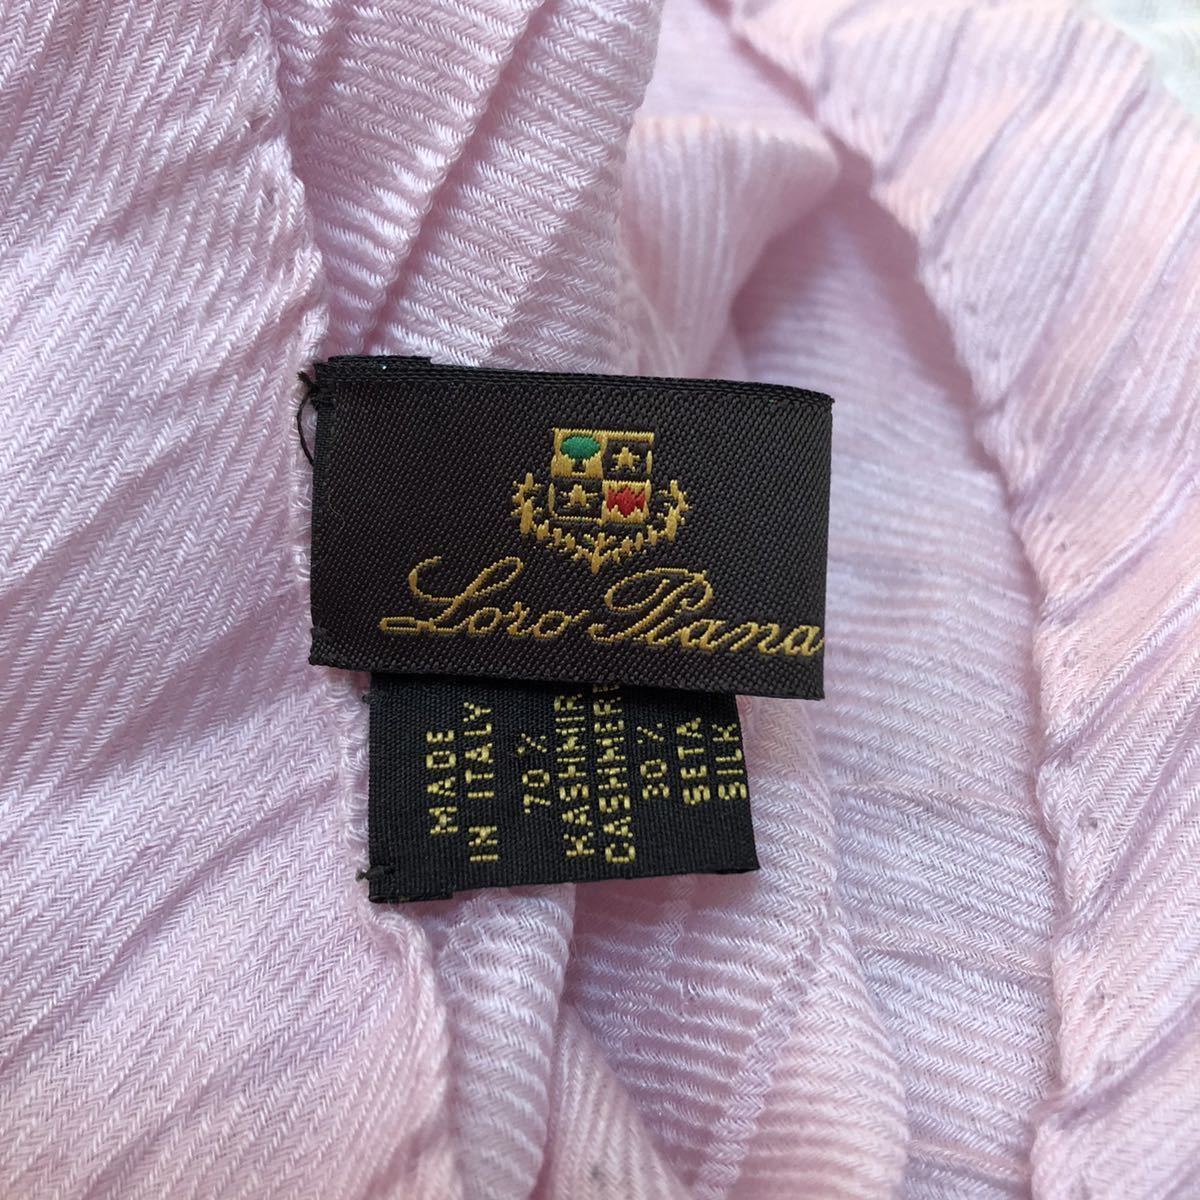 Loro Piana
MADE
IN ITALY
70 %
KASHMIR
CASHMERE
30 %
SETA
SILK